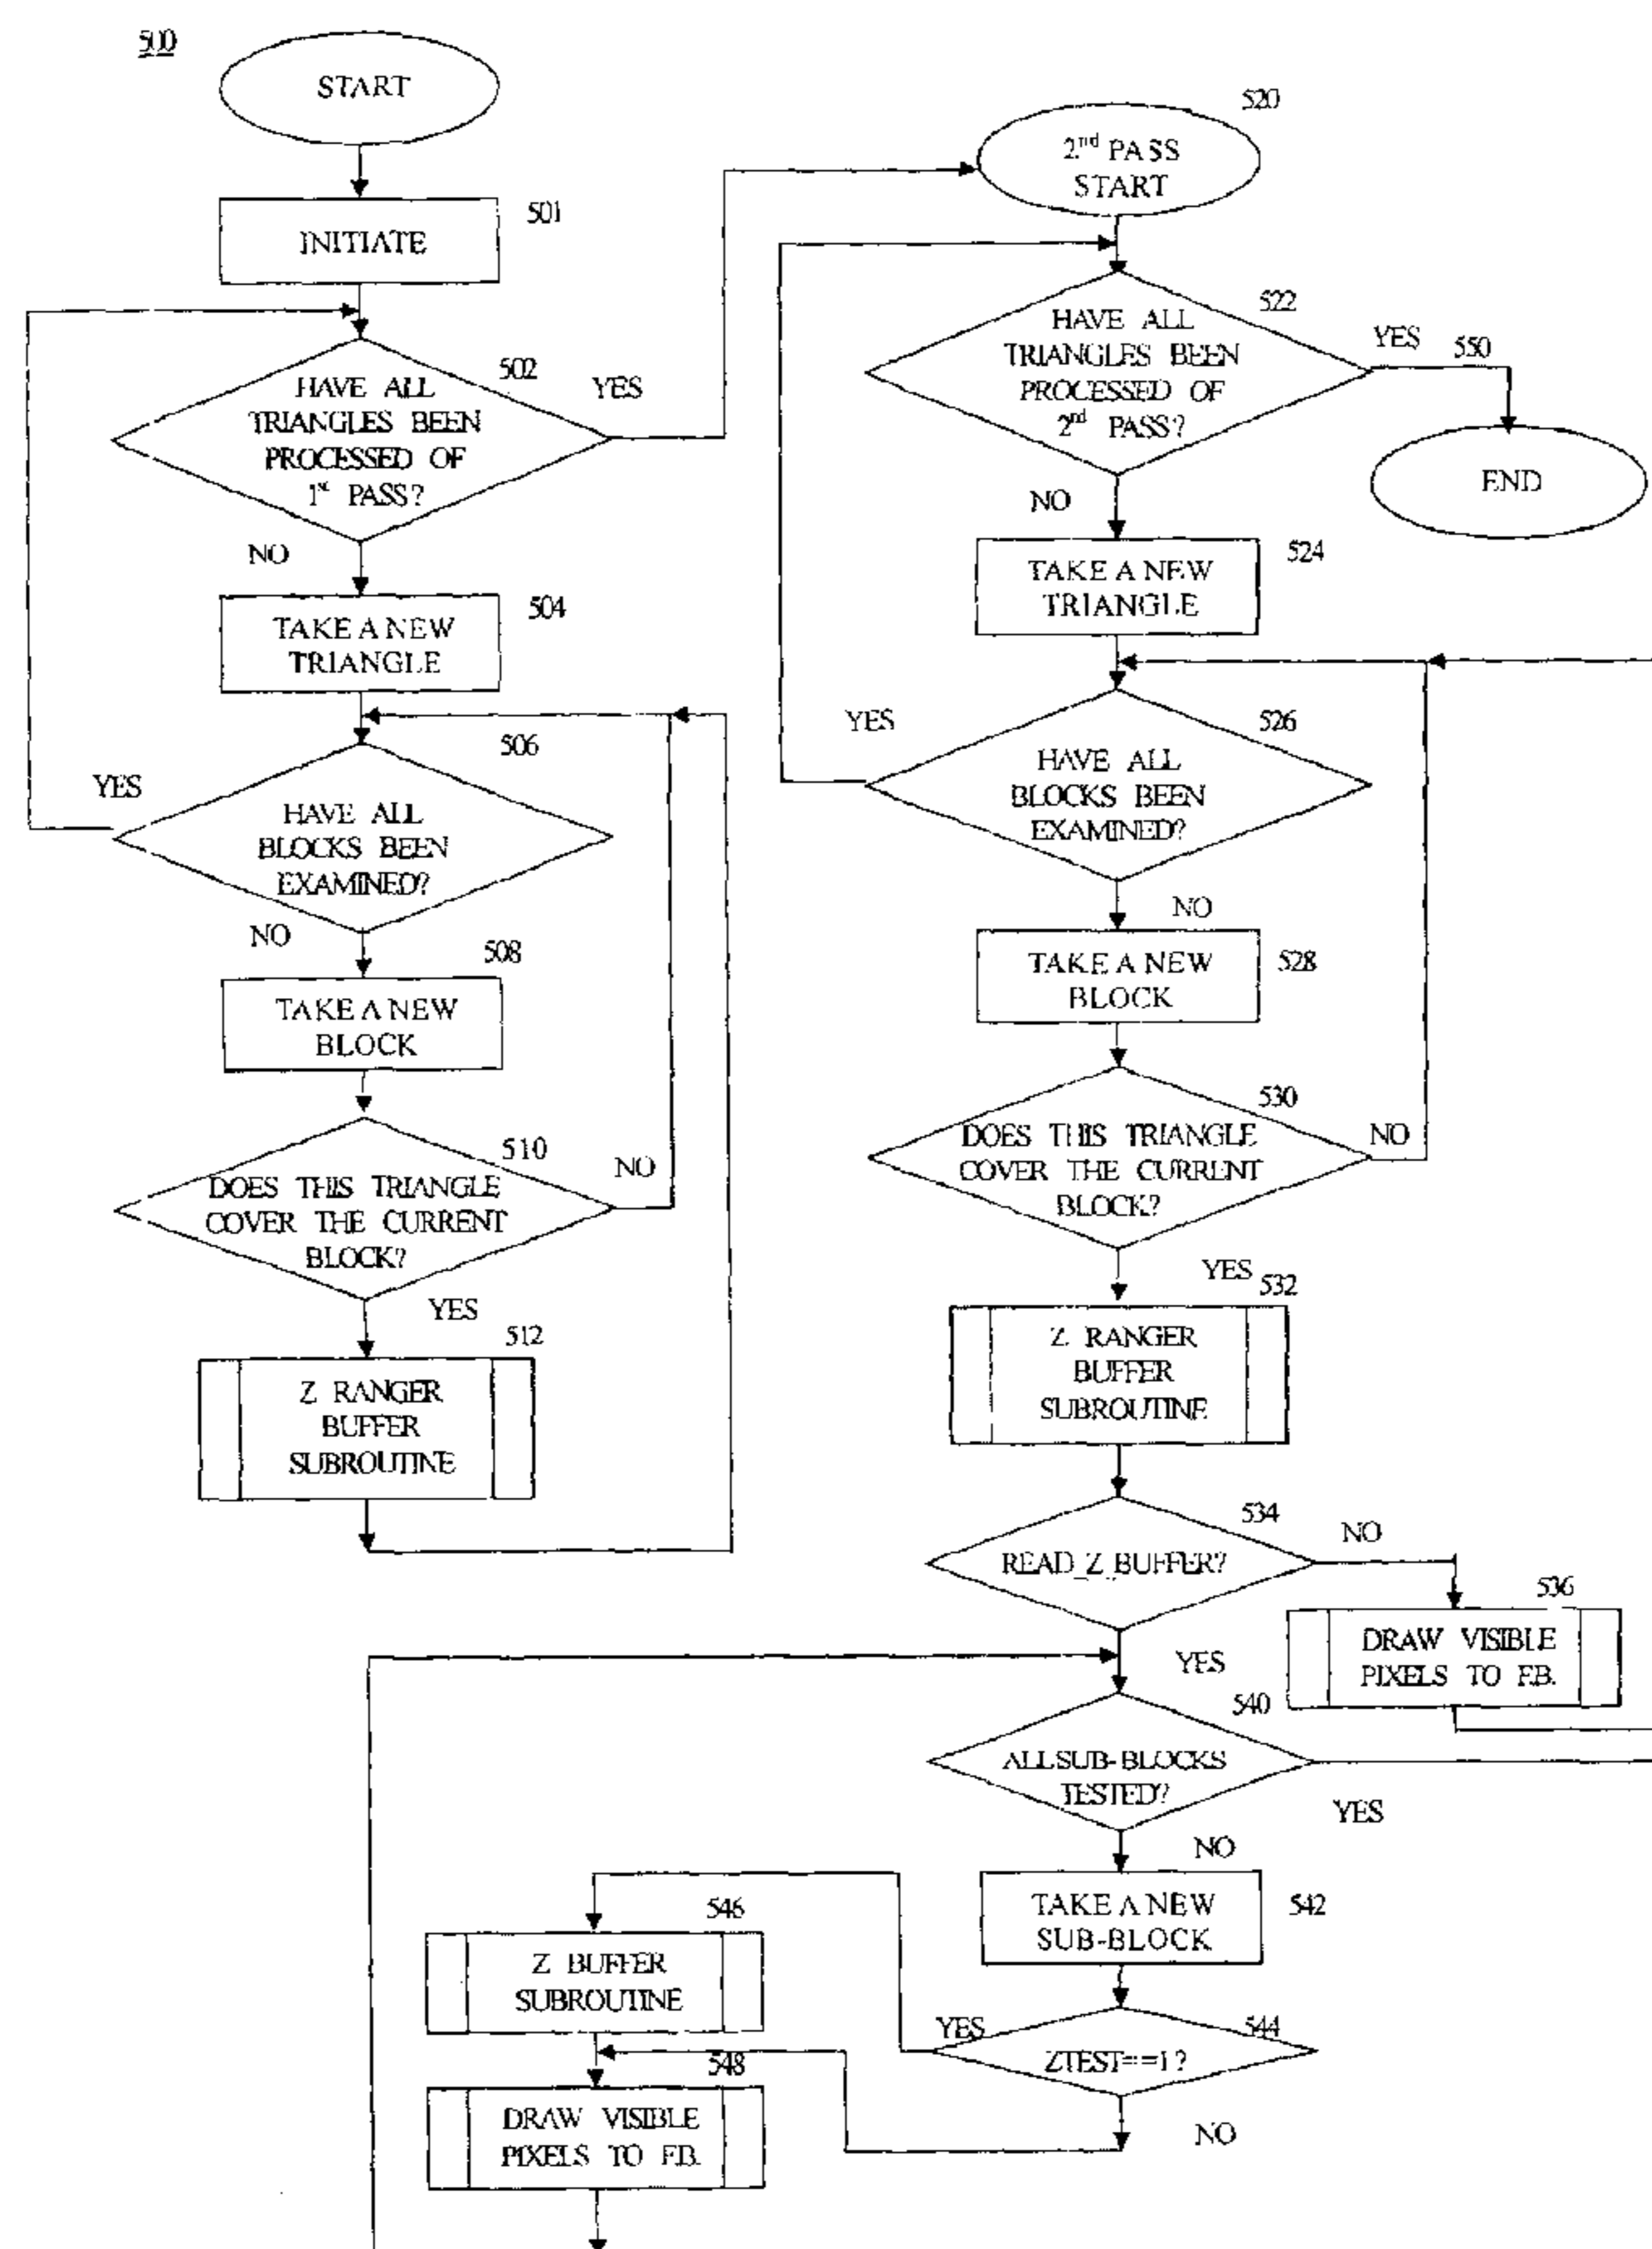 500
START
501
INITIATE
502
HAVE ALL
TRIANGLES BEEN
PROCESSED OF
1st PASS?
YES
NO
504
TAKE A NEW
TRIANGLE
506
YES
HAVE ALL
BLOCKS BEEN
EXAMINED?
NO
508
TAKE A NEW
BLOCK
510
DOES THIS TRIANGLE
COVER THE CURRENT
BLOCK?
NO
YES
512
Z RANGER
BUFFER
SUBROUTINE
520
2nd PASS
START
522
HAVE ALL
TRIANGLES BEEN
PROCESSED OF
2nd PASS?
YES
550
END
NO
524
TAKE A NEW
TRIANGLE
YES
526
HAVE ALL
BLOCKS BEEN
EXAMINED?
NO
528
TAKE A NEW
BLOCK
530
DOES THIS TRIANGLE
COVER THE CURRENT
BLOCK?
NO
YES
532
Z RANGER
BUFFER
SUBROUTINE
534
READ_Z_BUFFER?
NO
536
DRAW VISIBLE
PIXELS TO F.B.
YES
540
ALL SUB-BLOCKS
TESTED?
YES
NO
542
TAKE A NEW
SUB-BLOCK
544
YES
ZTEST==1?
NO
546
Z BUFFER
SUBROUTINE
548
DRAW VISIBLE
PIXELS TO F.B.